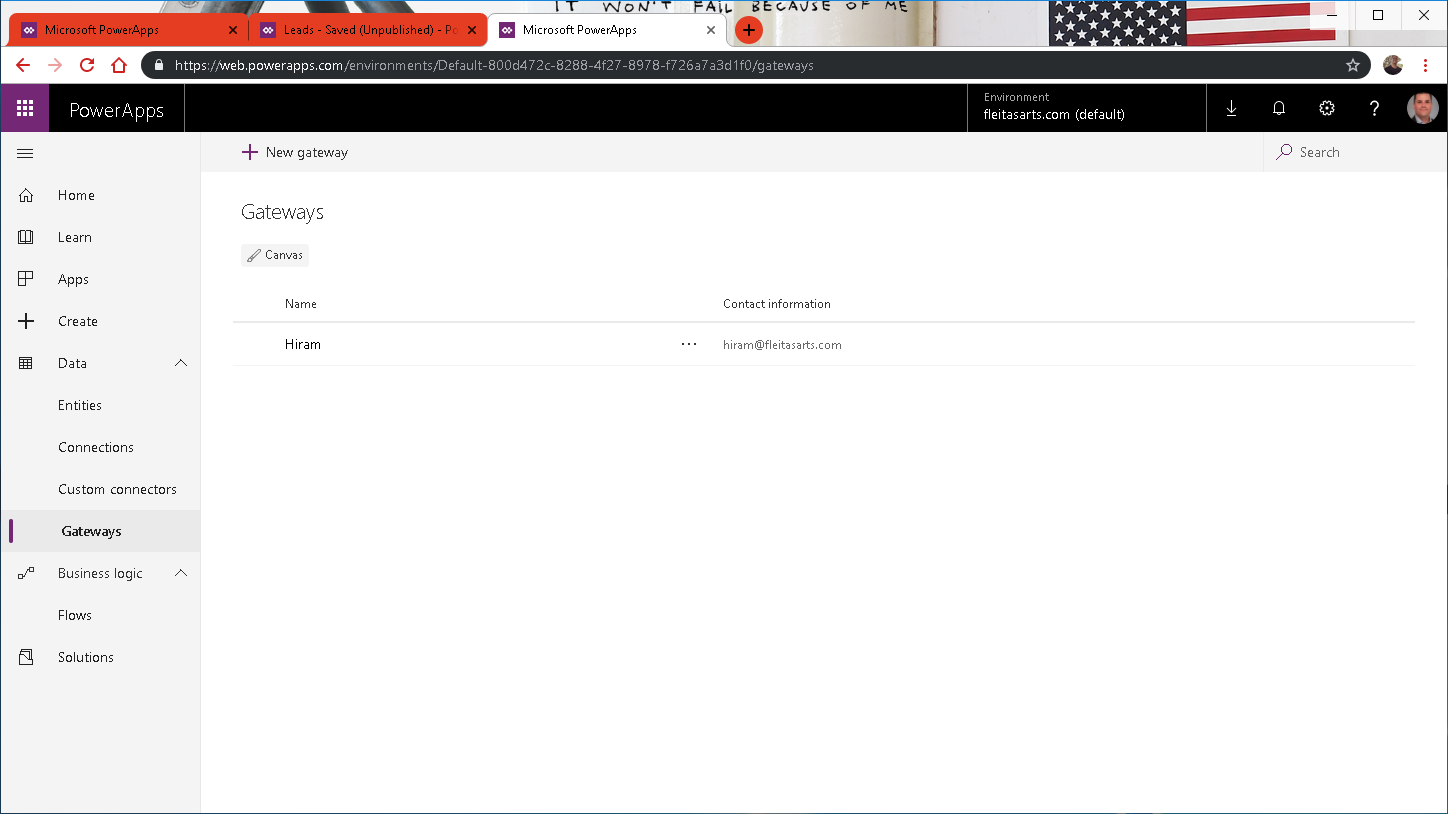 IT WON'T FAIL BECAUSE OF ME
Microsoft PowerApps
Leads - Saved (Unpublished) - Po
Microsoft PowerApps
https://web.powerapps.com/environments/Default-800d472c-8288-4f27-8978-f726a7a3d1f0/gateways
PowerApps
Environment
fleitasarts.com (default)
?
New gateway
Search
Home
Learn
Apps
Create
Data
Entities
Connections
Custom connectors
Gateways
Business logic
Flows
Solutions
Gateways
Canvas
Name
Contact information
Hiram
...
hiram@fleitasarts.com